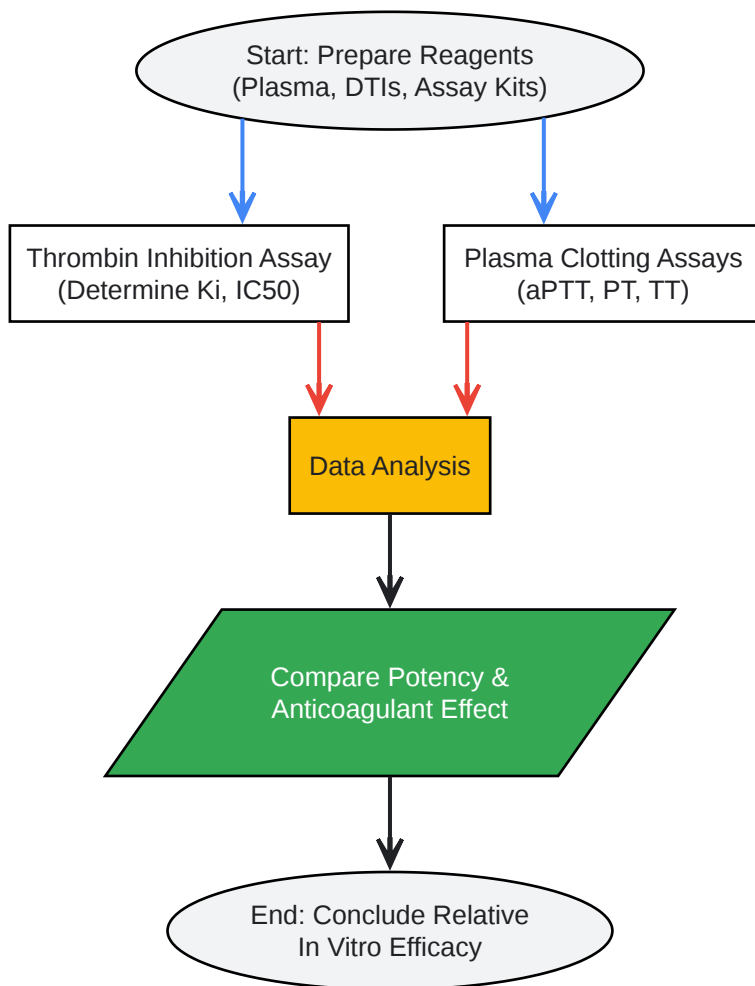 Start: Prepare Reagents
(Plasma, DTIs, Assay Kits)
Thrombin Inhibition Assay
(Determine Ki, IC50)
Plasma Clotting Assays
(aPTT, PT, TT)
Data Analysis
Compare Potency &
Anticoagulant Effect
End: Conclude Relative
In Vitro Efficacy